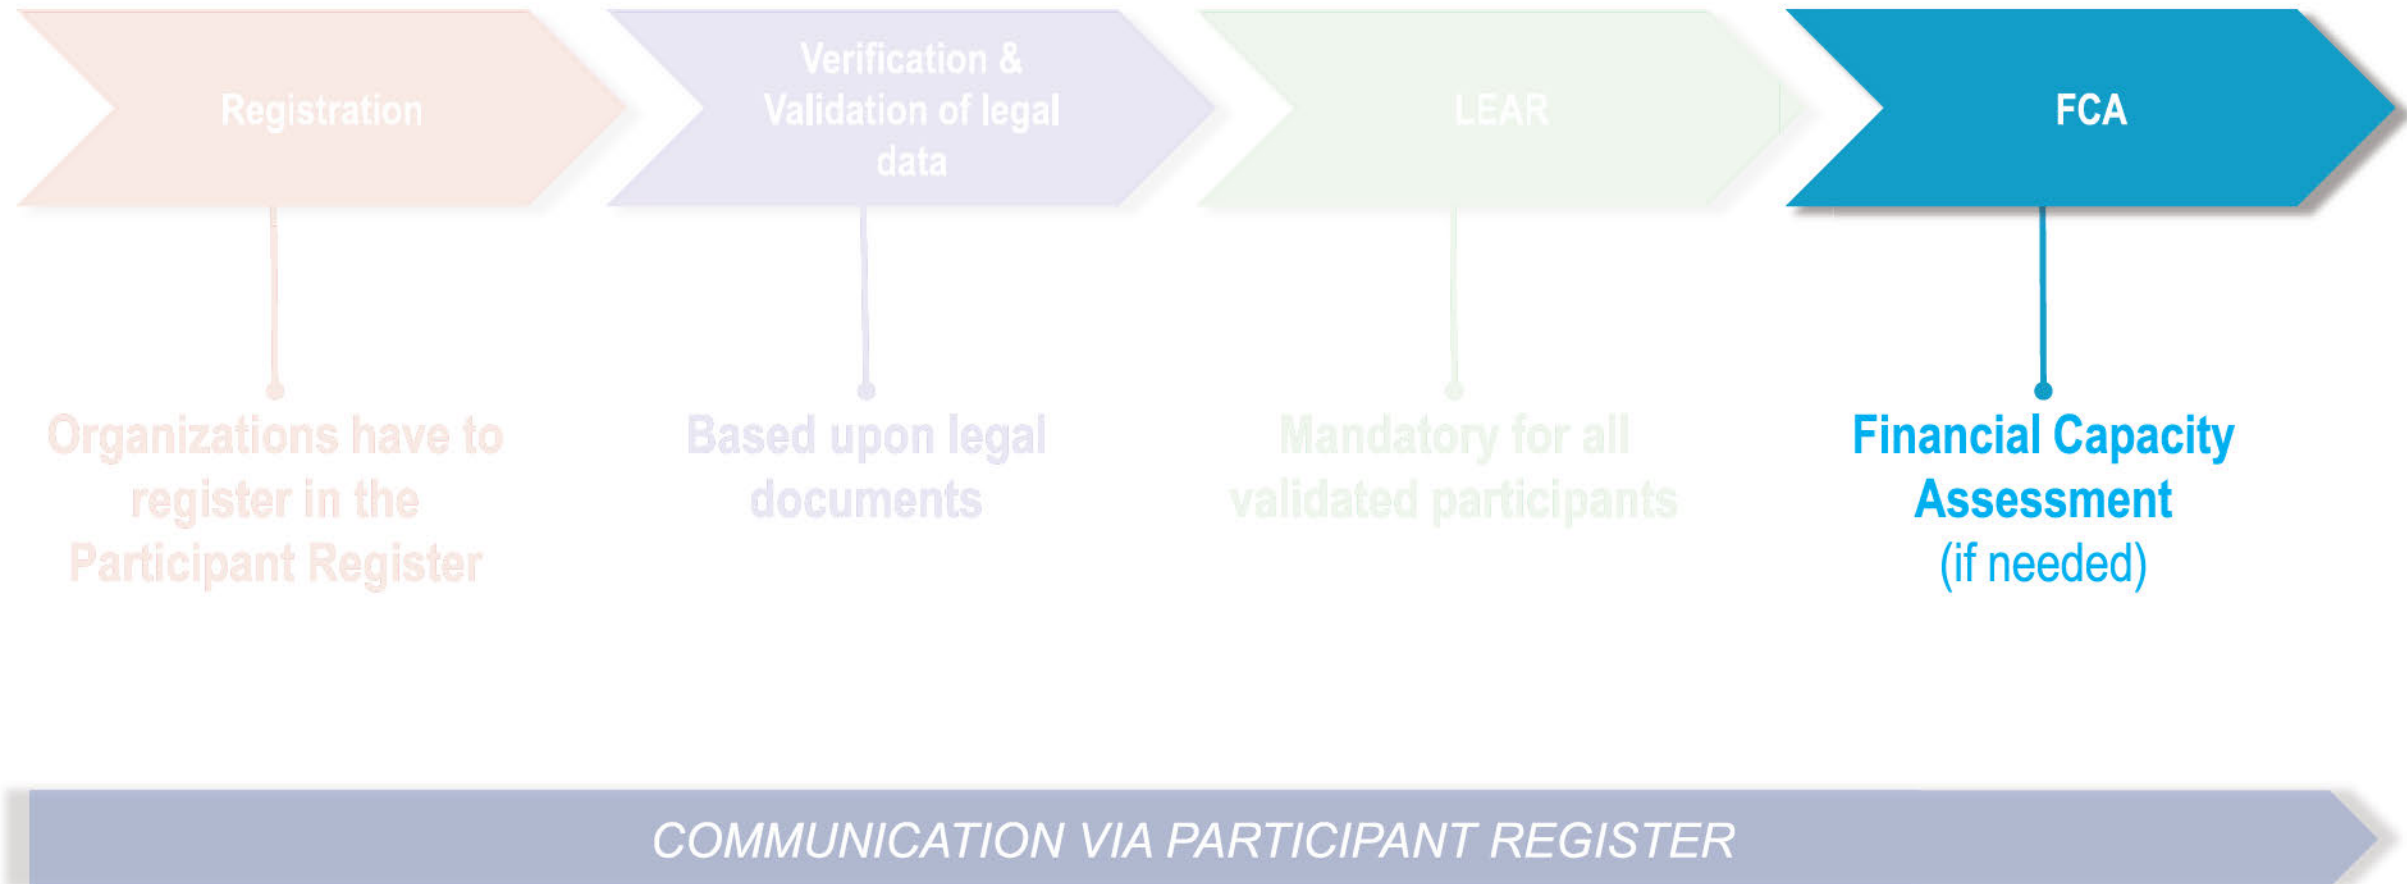 Registration
Verification &
Validation of legal
data
LEAR
FCA
Organizations have to
register in the
Participant Register
Based upon legal
documents
Mandatory for all
validated participants
Financial Capacity
Assessment
(if needed)
COMMUNICATION VIA PARTICIPANT REGISTER